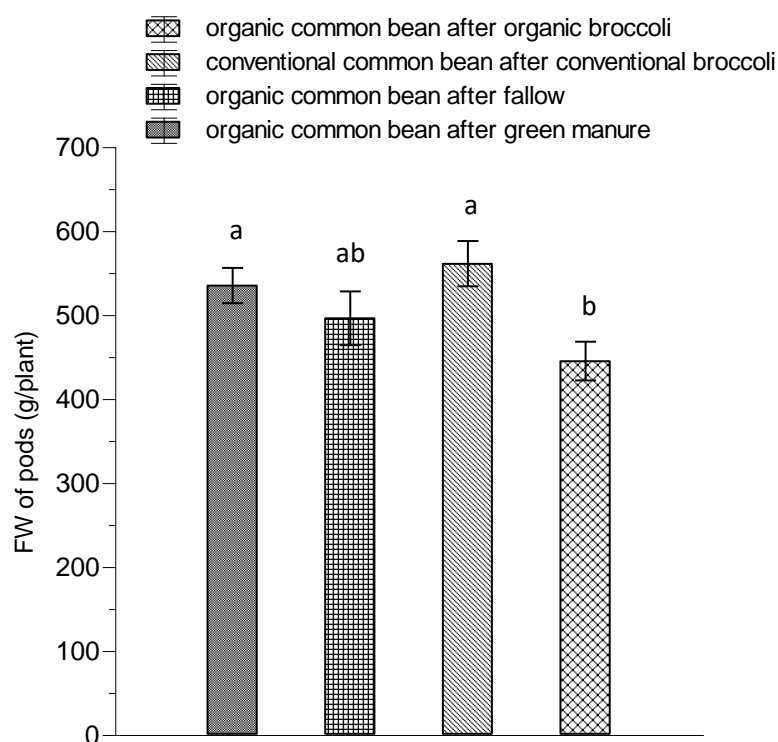 organic common bean after organic broccoli
conventional common bean after conventional broccoli
organic common bean after fallow
organic common bean after green manure
700
600
500
400
300
200
100
0
FW of pods (g/plant)
a
ab
a
b